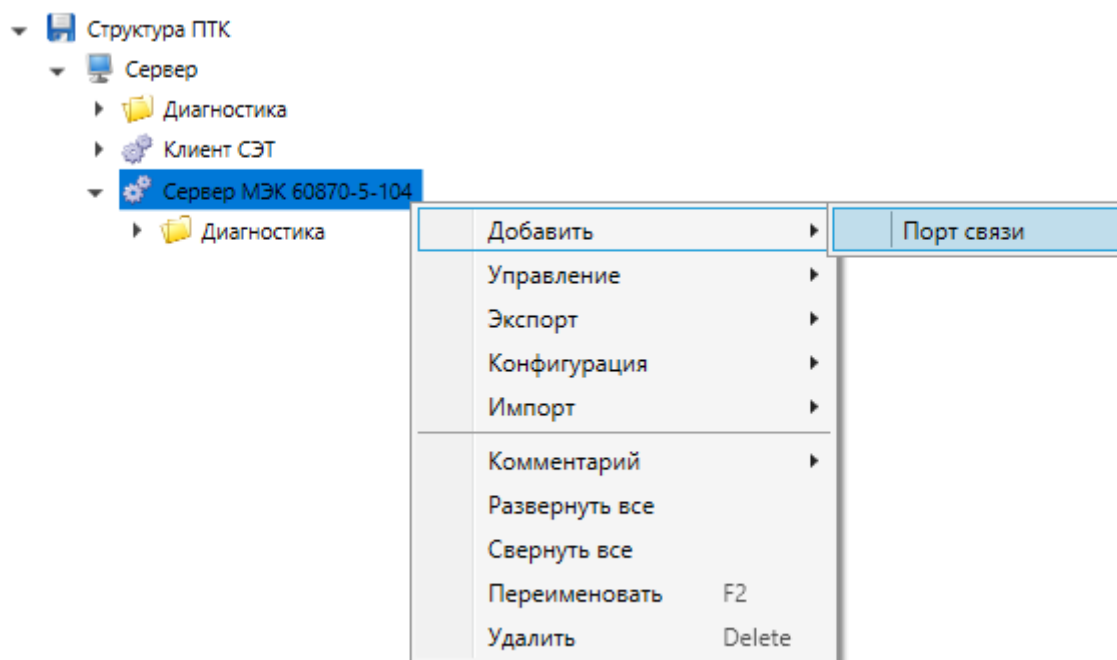 Структура ПТК
Сервер
Диагностика
Клиент СЭТ
Сервер МЭК 60870-5-104
Диагностика
Добавить
Порт связи
Управление
Экспорт
Конфигурация
Импорт
Комментарий
Развернуть все
Свернуть все
Переименовать F2
Удалить Delete